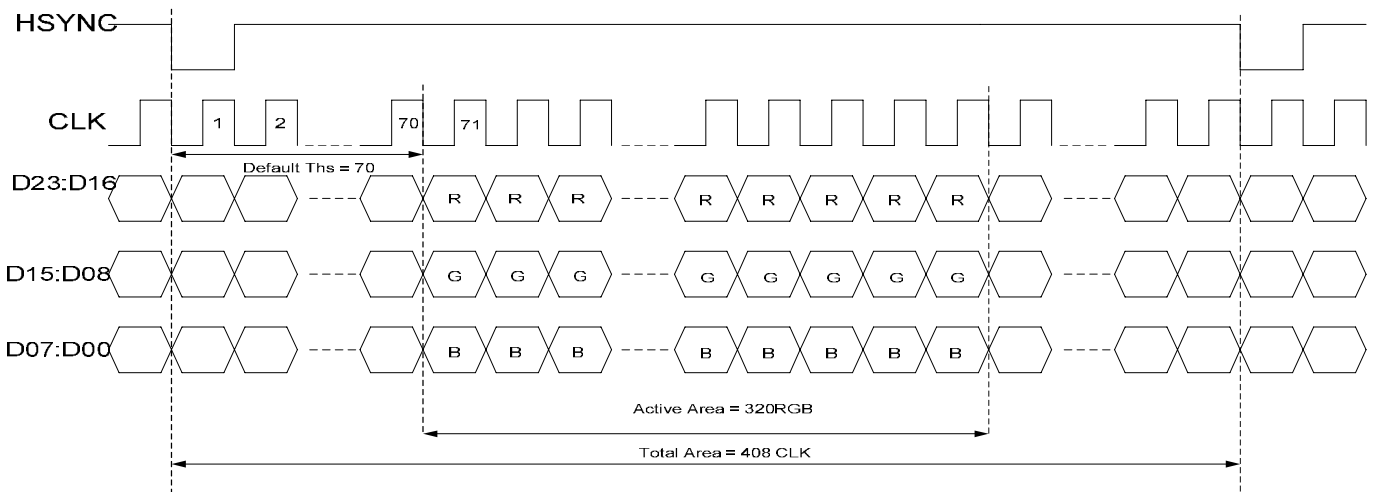 HSYNC
CLK
1 2 70 71
Default Ths = 70
D23:D16
R R R R R R R R
D15:D08
G G G G G G G G
D07:D00
B B B B B B B B
Active Area = 320RGB
Total Area = 408 CLK